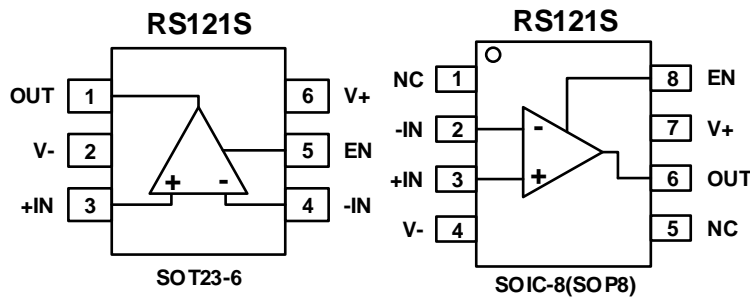 RS121S
OUT 1 6 V+
V- 2 5 EN
+IN 3 + - 4 -IN
SOT23-6
RS121S
NC 1 8 EN
-IN 2 - 7 V+
+IN 3 + 6 OUT
V- 4 5 NC
SOIC-8(SOP8)